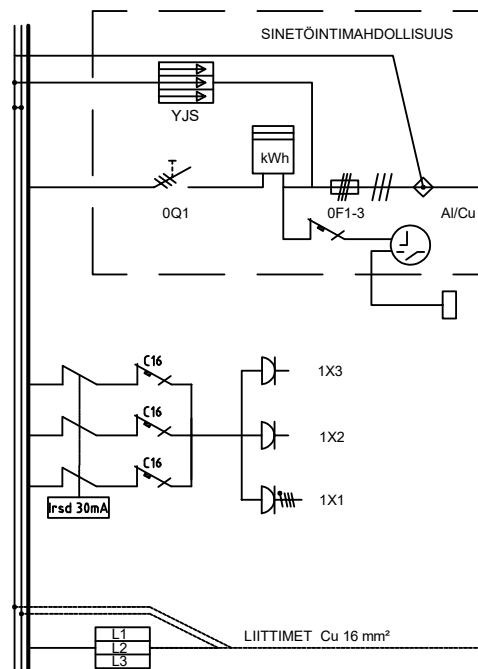 SINETÖINTIMAHDOLLISUUS
YJS
kWh
0Q1
0F1-3
Al/Cu
C16
1X3
C16
1X2
C16
1X1
Irsd 30mA
L1
L2
L3
LIITTIMET Cu 16 mm²